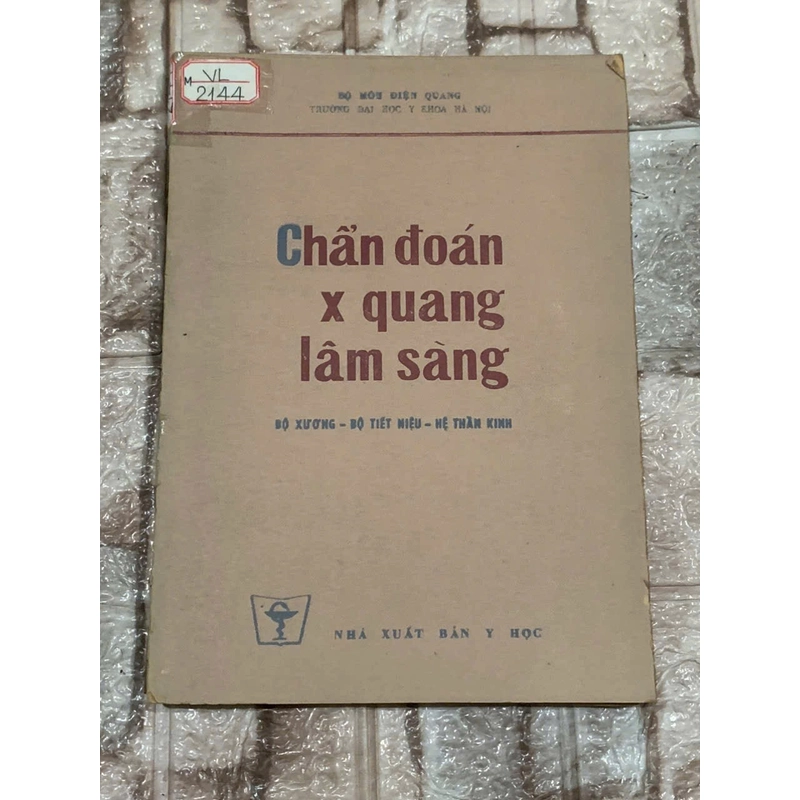 M VL
2144
BỘ MÔN ĐIỆN QUANG
TRƯỜNG ĐẠI HỌC Y KHOA HÀ NỘI
Chẩn đoán
x quang
lâm sàng
BỘ XƯƠNG - BỘ TIẾT NIỆU - HỆ THẦN KINH
NHÀ XUẤT BẢN Y HỌC